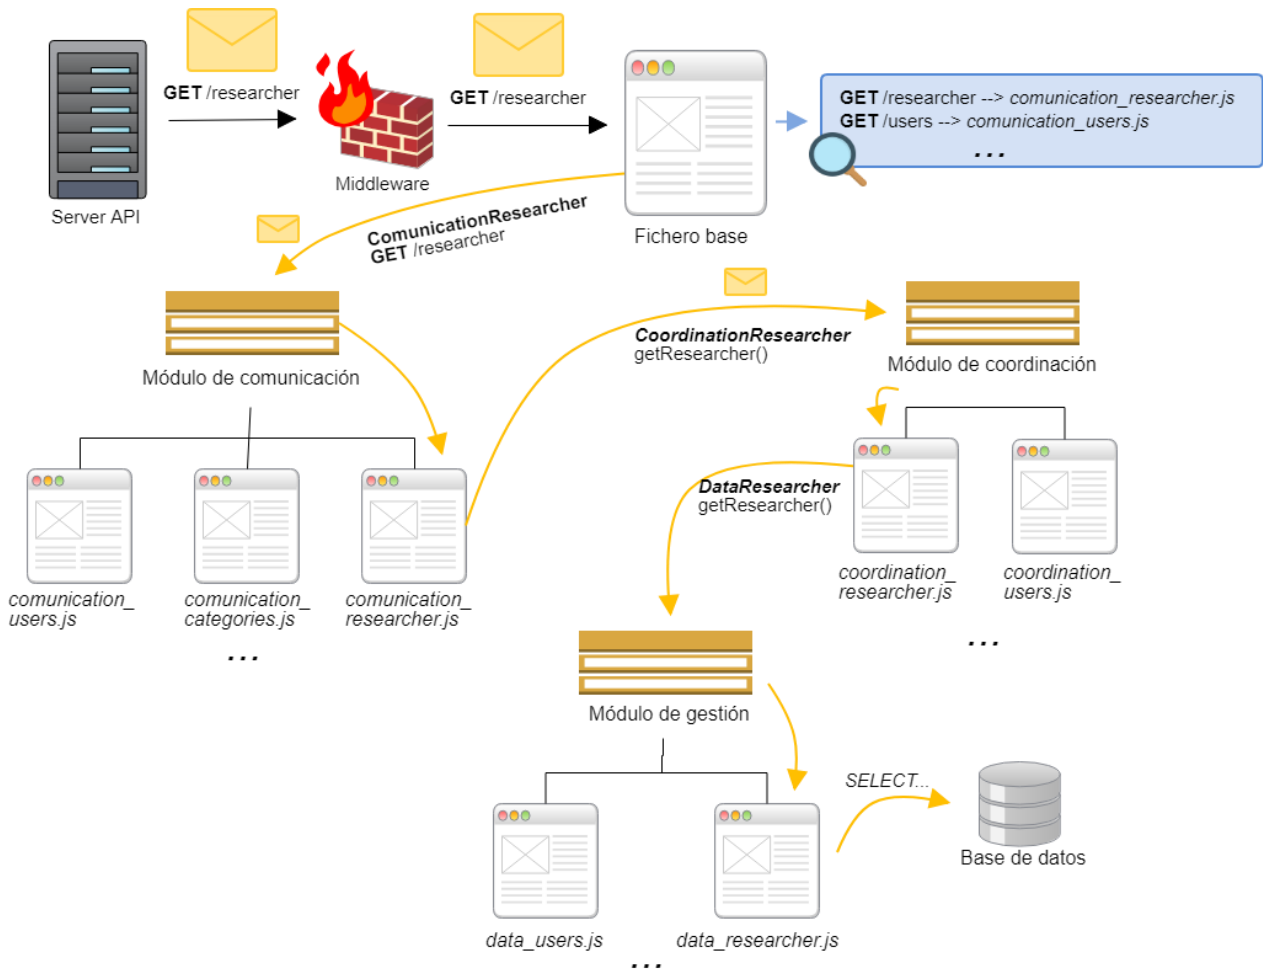 GET /researcher
GET /researcher
GET /researcher --> comunication_researcher.js
GET /users --> comunication_users.js
...
Server API
Middleware
Fichero base
ComunicationResearcher
GET /researcher
CoordinationResearcher
getResearcher()
Módulo de comunicación
Módulo de coordinación
DataResearcher
getResearcher()
comunication_
users.js
comunication_
categories.js
comunication_
researcher.js
...
coordination_
researcher.js
coordination_
users.js
...
Módulo de gestión
SELECT...
Base de datos
data_users.js
data_researcher.js
...